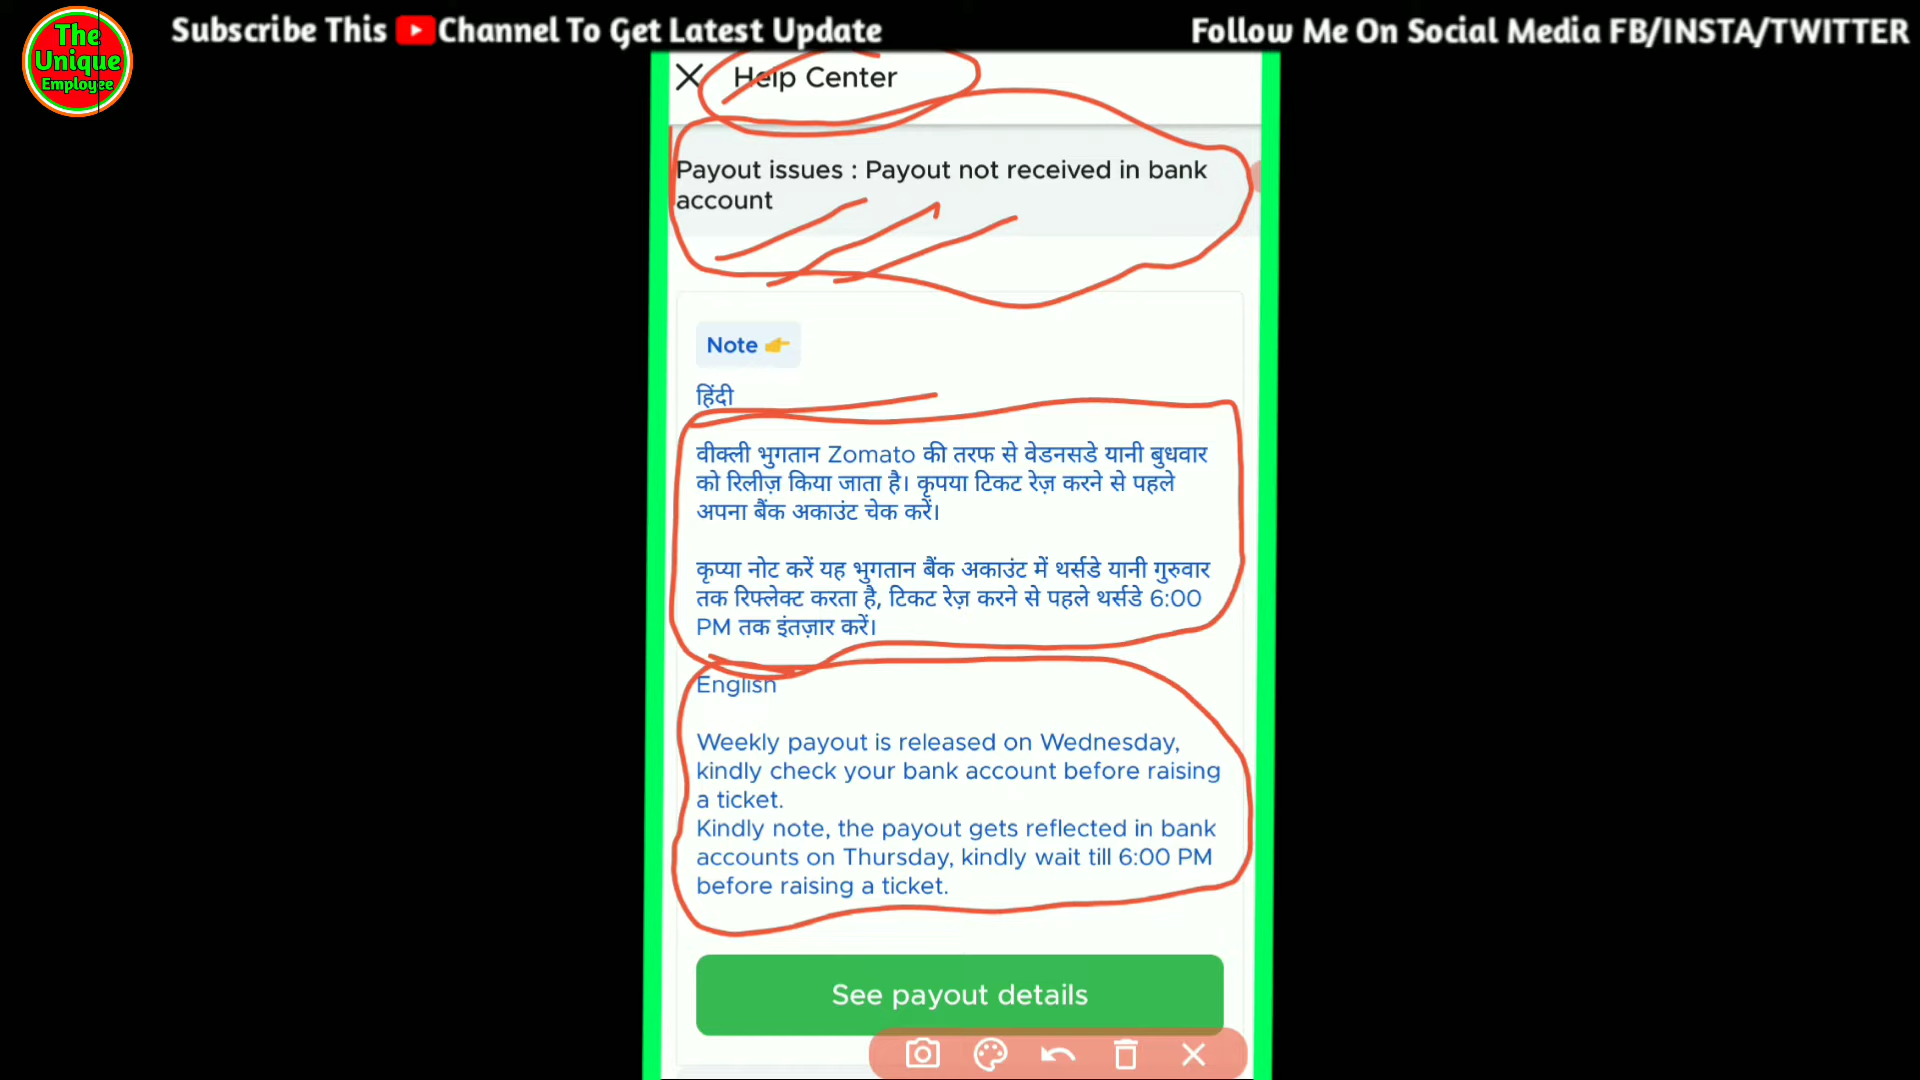 Subscribe This Channel To Get Latest Update
Follow Me On Social Media FB/INSTA/TWITTER
The
Unique
Employee
Help Center
Payout issues : Payout not received in bank
account
Note 👉
हिंदी
वीक्ली भुगतान Zomato की तरफ से वेडनसडे यानी बुधवार
को रिलीज़ किया जाता है। कृपया टिकट रेज़ करने से पहले
अपना बैंक अकाउंट चेक करें।
कृप्या नोट करें यह भुगतान बैंक अकाउंट में थर्सडे यानी गुरुवार
तक रिफ्लेक्ट करता है, टिकट रेज़ करने से पहले थर्सडे 6:00
PM तक इंतज़ार करें।
English
Weekly payout is released on Wednesday,
kindly check your bank account before raising
a ticket.
Kindly note, the payout gets reflected in bank
accounts on Thursday, kindly wait till 6:00 PM
before raising a ticket.
See payout details